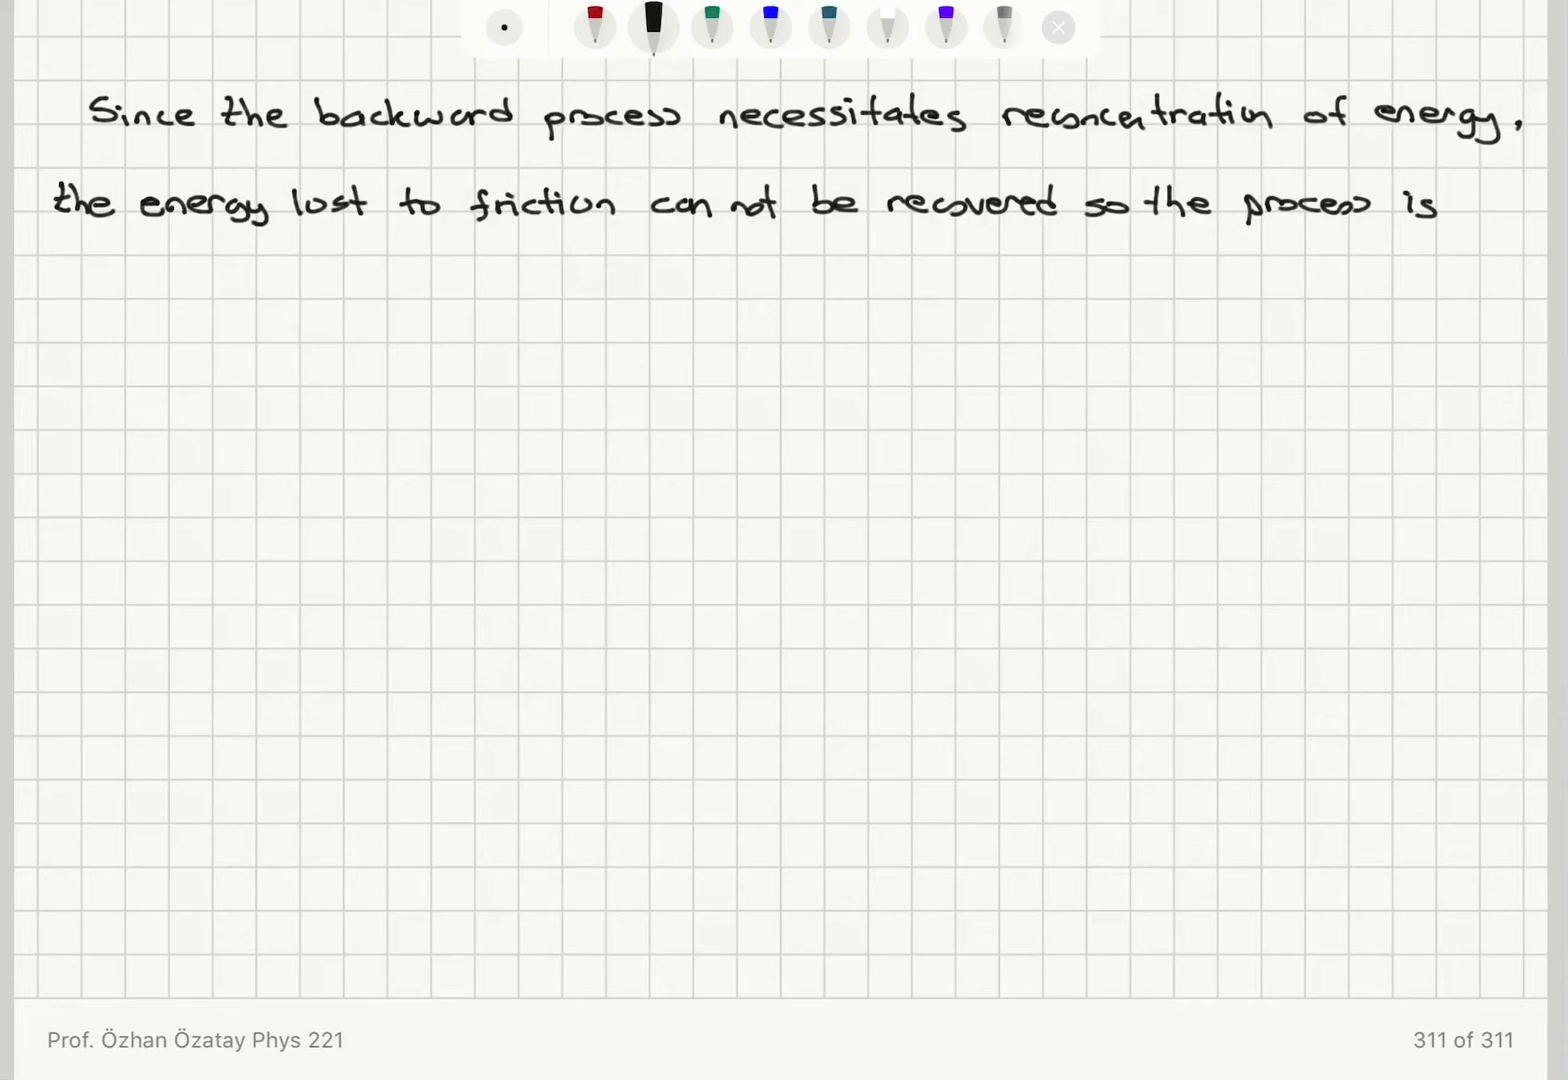 Since the backward process necessitates reconcentration of energy,
the energy lost to friction can not be recovered so the process is
Prof. Özhan Özatay Phys 221
311 of 311